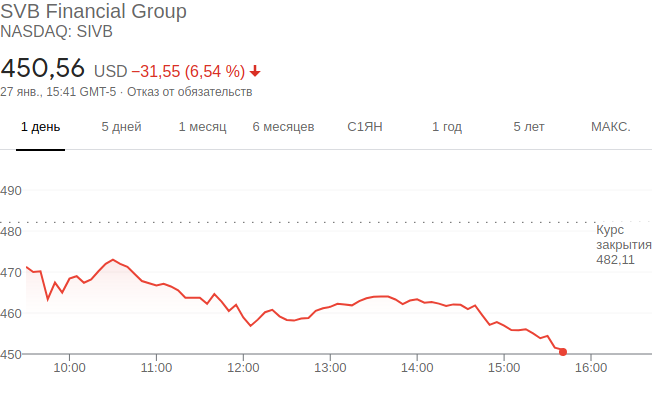 SVB Financial Group
NASDAQ: SIVB
450,56 USD −31,55 (6,54 %)
27 янв., 15:41 GMT-5 · Отказ от обязательств
1 день 5 дней 1 месяц 6 месяцев С1ЯН 1 год 5 лет МАКС.
490
480
470
460
450
Курс
закрытия
482,11
10:00 11:00 12:00 13:00 14:00 15:00 16:00